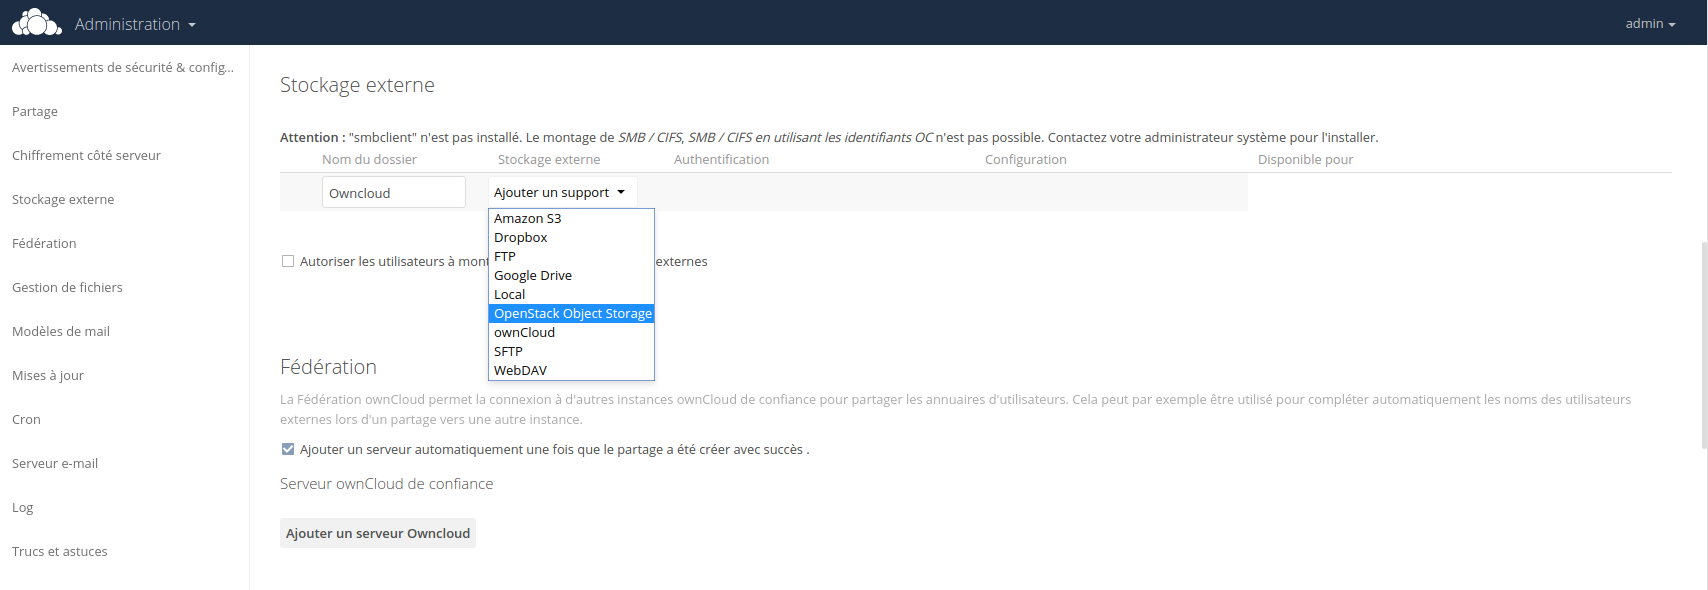 Administration
admin
Avertissements de sécurité & config...
Partage
Chiffrement côté serveur
Stockage externe
Fédération
Gestion de fichiers
Modèles de mail
Mises à jour
Cron
Serveur e-mail
Log
Trucs et astuces
Stockage externe
Attention : "smbclient" n'est pas installé. Le montage de SMB / CIFS, SMB / CIFS en utilisant les identifiants OC n'est pas possible. Contactez votre administrateur système pour l'installer.
Nom du dossier Stockage externe Authentification Configuration Disponible pour
Owncloud Ajouter un support
Amazon S3
Dropbox
FTP
Google Drive
Local
OpenStack Object Storage
ownCloud
SFTP
WebDAV
Autoriser les utilisateurs à mont externes
Fédération
La Fédération ownCloud permet la connexion à d'autres instances ownCloud de confiance pour partager les annuaires d'utilisateurs. Cela peut par exemple être utilisé pour compléter automatiquement les noms des utilisateurs
externes lors d'un partage vers une autre instance.
Ajouter un serveur automatiquement une fois que le partage a été créer avec succès .
Serveur ownCloud de confiance
Ajouter un serveur Owncloud